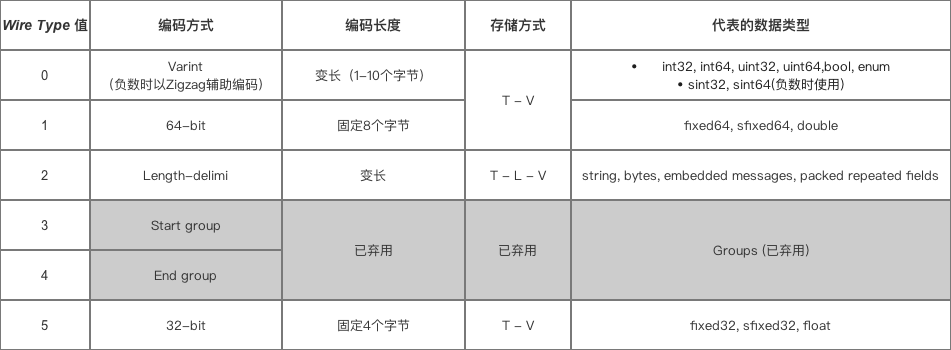 Wire Type 值 编码方式 编码长度 存储方式 代表的数据类型
0
Varint
（负数时以Zigzag辅助编码）
变长（1-10个字节）
T - V
• int32, int64, uint32, uint64,bool, enum
• sint32, sint64(负数时使用)
1 64-bit 固定8个字节 fixed64, sfixed64, double
2 Length-delimi 变长 T - L - V string, bytes, embedded messages, packed repeated fields
3 Start group
已弃用 已弃用 Groups (已弃用)
4 End group
5 32-bit 固定4个字节 T - V fixed32, sfixed32, float